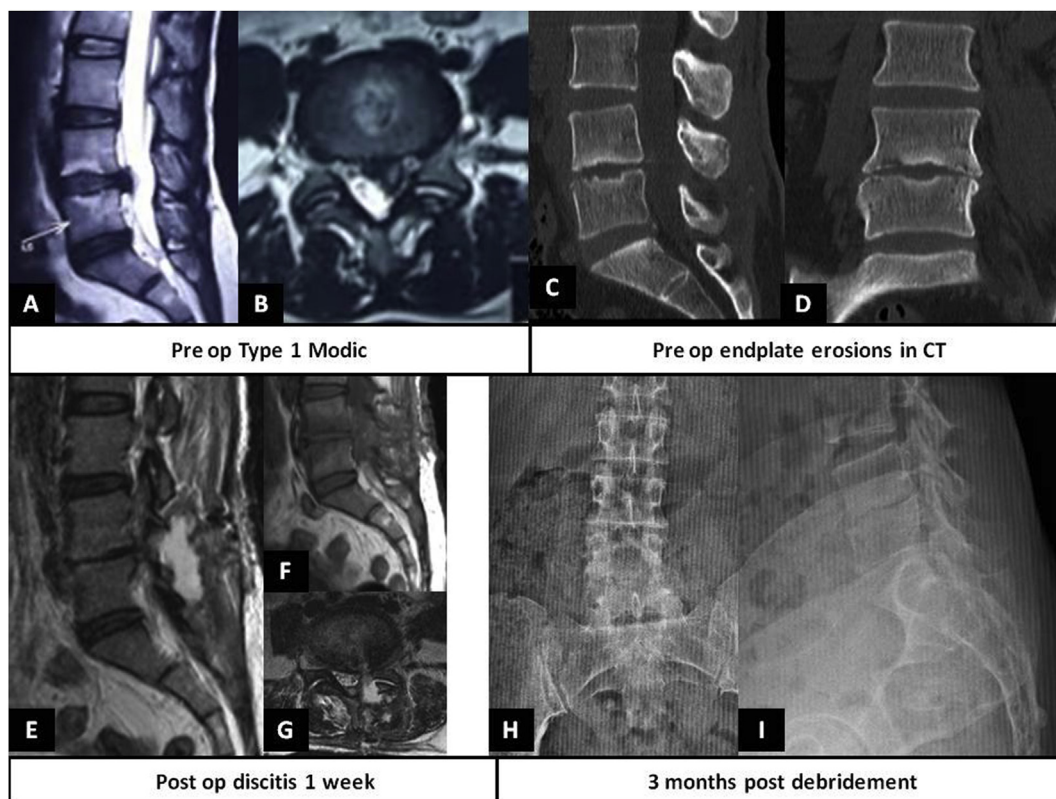 A
B
C
D
Pre op Type 1 Modic
Pre op endplate erosions in CT
E
F
G
H
I
Post op discitis 1 week
3 months post debridement